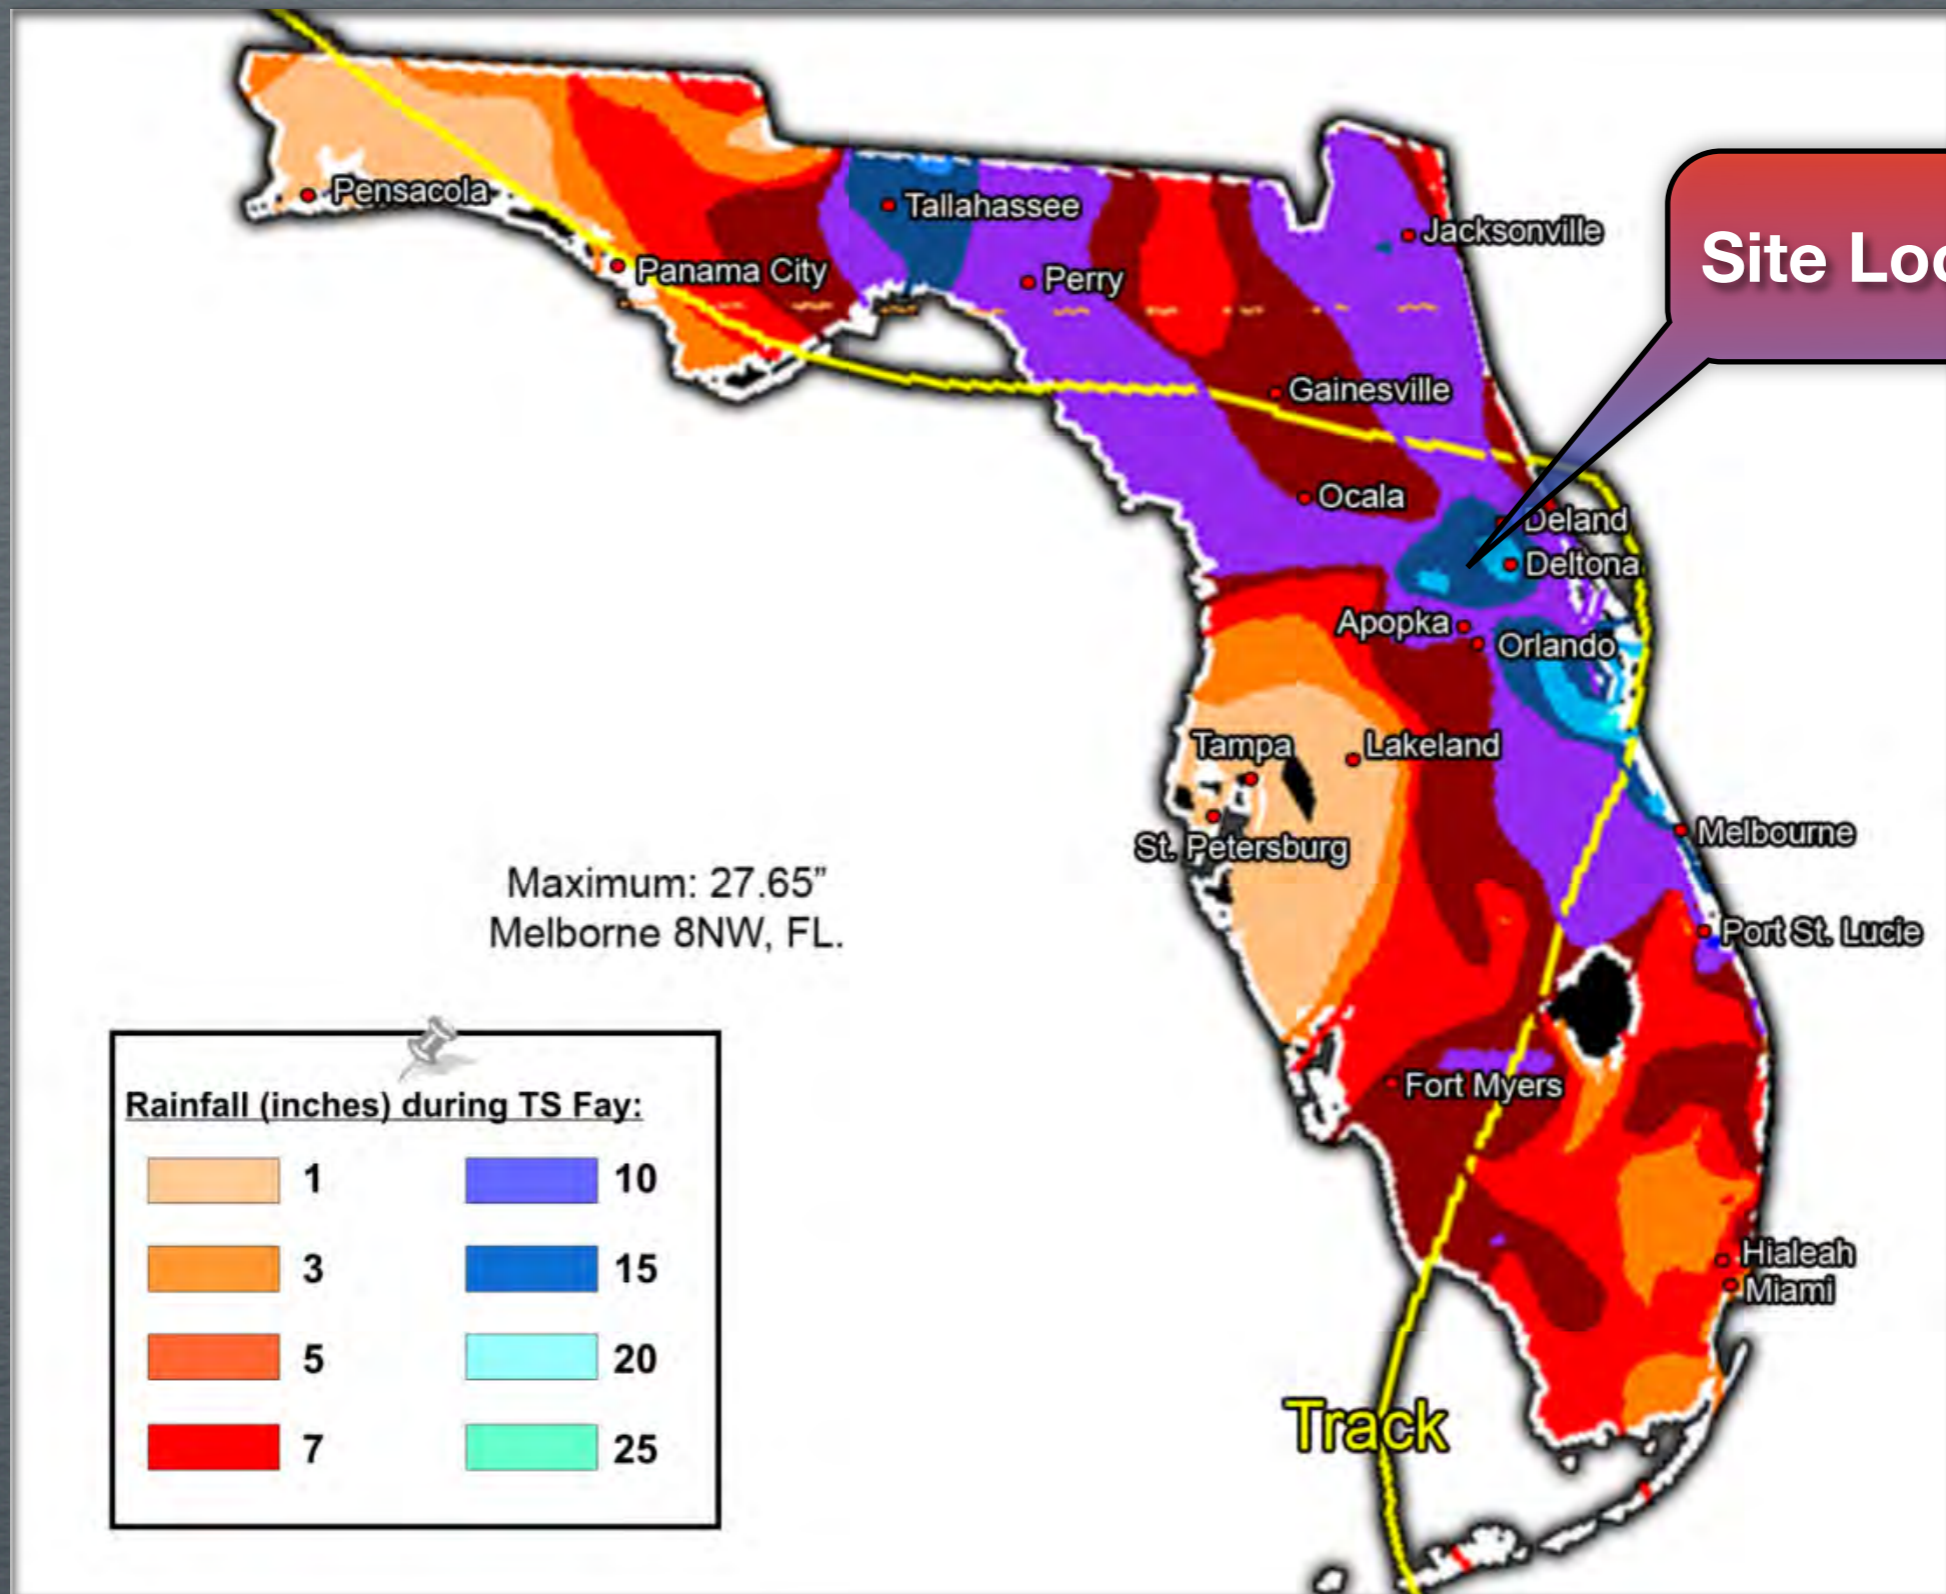 Pensacola
Tallahassee
Jacksonville
Site Loc
Panama City
Perry
Gainesville
Ocala
Deland
Deltona
Apopka
Orlando
Tampa
Lakeland
St. Petersburg
Melbourne
Maximum: 27.65”
Melborne 8NW, FL.
Port St. Lucie
Fort Myers
Rainfall (inches) during TS Fay:
1 10
3 15
5 20
7 25
Hialeah
Miami
Track